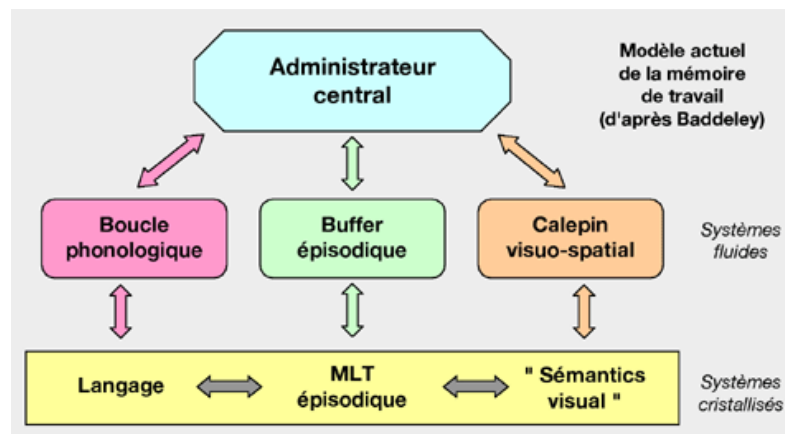 Administrateur
central
Modèle actuel
de la mémoire
de travail
(d'après Baddeley)
Boucle
phonologique
Buffer
épisodique
Calepin
visuo-spatial
Systèmes
fluides
Langage
MLT
épisodique
" Sémantics
visual "
Systèmes
cristallisés